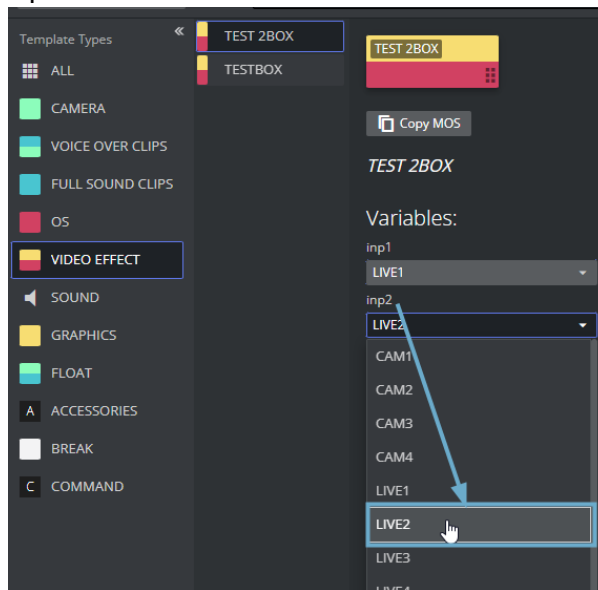 Template Types
«
ALL
CAMERA
VOICE OVER CLIPS
FULL SOUND CLIPS
OS
VIDEO EFFECT
SOUND
GRAPHICS
FLOAT
A ACCESSORIES
BREAK
C COMMAND
TEST 2BOX
TESTBOX
TEST 2BOX
Copy MOS
TEST 2BOX
Variables:
inp1
LIVE1
inp2
LIVE2
CAM1
CAM2
CAM3
CAM4
LIVE1
LIVE2
LIVE3